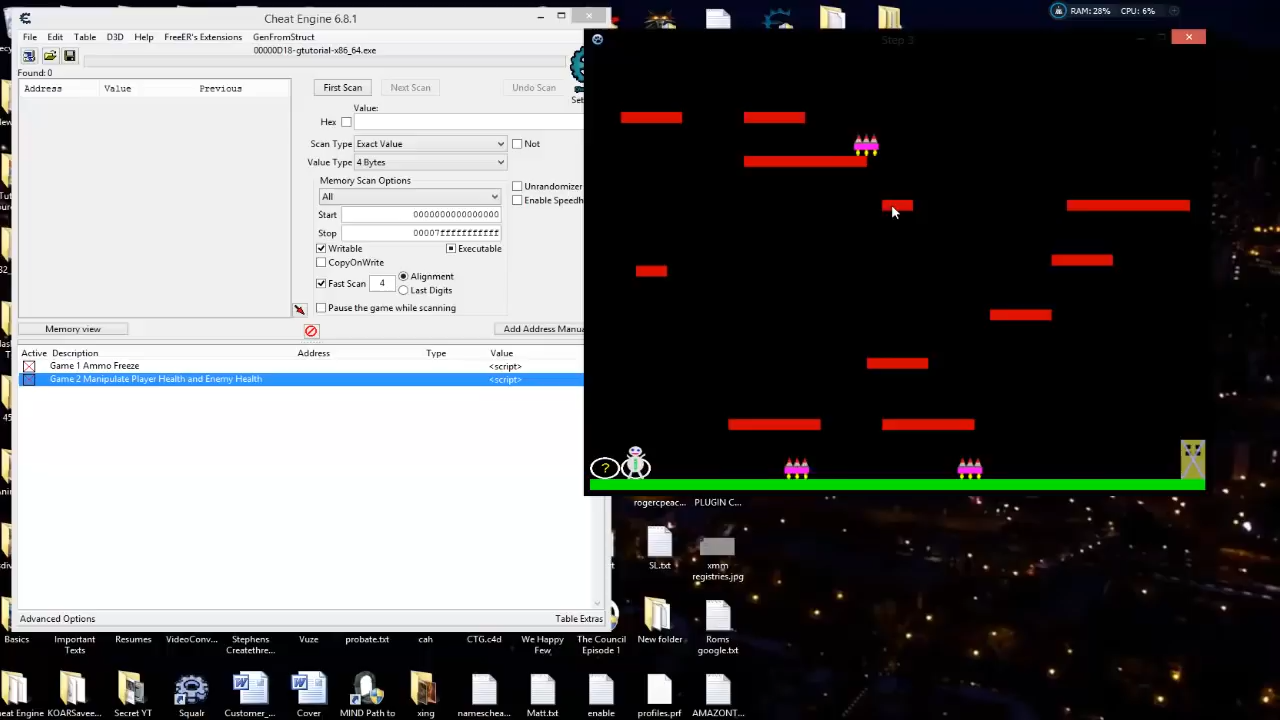 Cheat Engine 6.8.1
RAM: 28% CPU: 6%
File Edit Table D3D Help FreeER's Extensions GenFromStruct
00000D18-gtutorial-x86_64.exe
Step 3
Found: 0
Address Value Previous
First Scan Next Scan Undo Scan
Value:
Hex
Scan Type Exact Value Not
Value Type 4 Bytes
Memory Scan Options
All
Unrandomizer
Enable Speedh
Start 0000000000000000
Stop 00007fffffffffff
Writable Executable
CopyOnWrite
Fast Scan 4 Alignment
Last Digits
Pause the game while scanning
Memory view Add Address Manua
Active Description Address Type Value
Game 1 Ammo Freeze <script>
Game 2 Manipulate Player Health and Enemy Health <script>
?
rogercpeac... PLUGIN C...
SL.txt xmm registries.jpg
Advanced Options Table Extras
Basics Important Texts Resumes VideoConv... Stephens Createthre... Vuze probate.txt cah CTG.c4d We Happy Few The Council Episode 1 New folder Roms google.txt
heat Engine KOARSavee... Secret YT Squalr Customer_... Cover MIND Path to xing nameschea... Matt.txt enable profiles.prf AMAZONT...